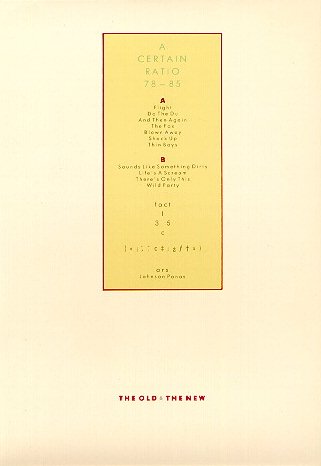 A
CERTAIN
RATIO
78–85
A
Flight
Do The Du
And Then Again
The Fox
Blown Away
Shack Up
Thin Boys
B
Sounds Like Something Dirty
Life's A Scream
There's Only This
Wild Party
fact
1
3 5
c
ars
Johnson Panas
THE OLD & THE NEW